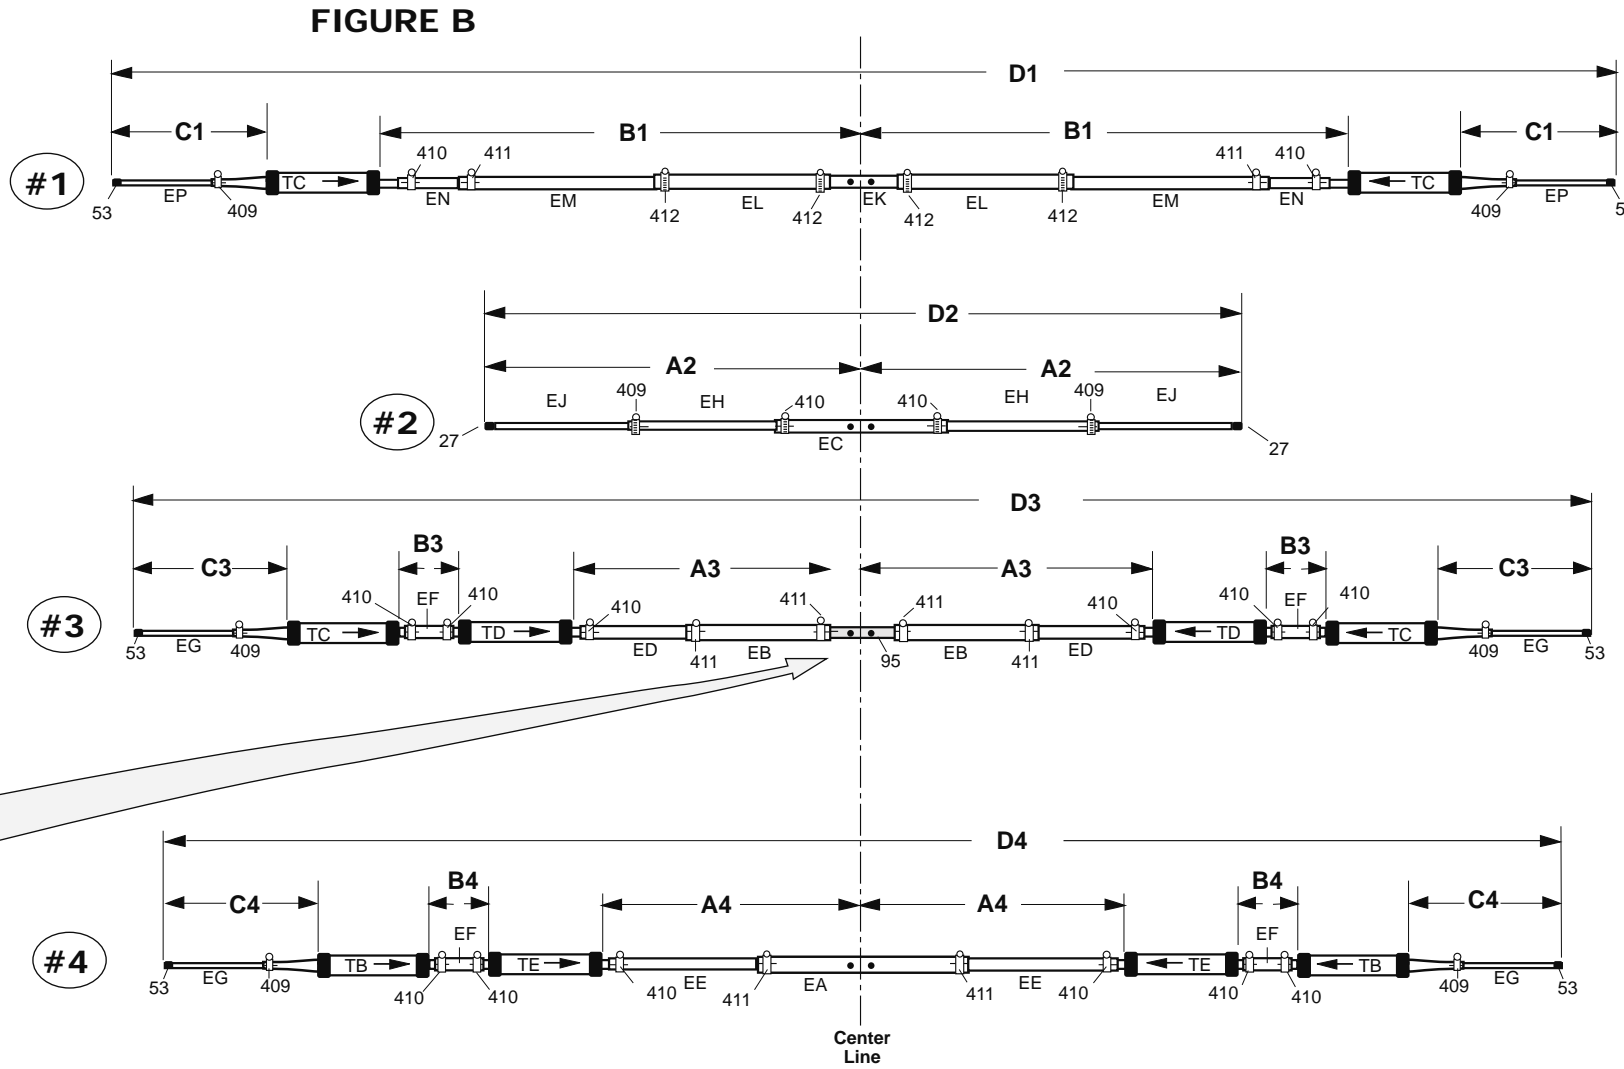 FIGURE B
D1
C1 B1 B1 C1
410 411 411 410
#1 TC TC
EP EN EM EL EK EL EM EN EP
53 409 412 412 412 412 409 5
D2
A2 A2
EJ 409 EH 410 410 EH 409 EJ
#2
27 EC 27
D3
C3 B3 A3 A3 B3 C3
410 EF 410 410 411 411 410 410 EF 410
#3 TC TD TD TC
53 EG 409 ED 411 EB 95 EB 411 ED 409 EG 53
D4
C4 B4 A4 A4 B4 C4
EF EF
#4 TB TE TE TB
53 EG 409 410 410 410 EE 411 EA 411 EE 410 410 410 409 EG 53
Center
Line